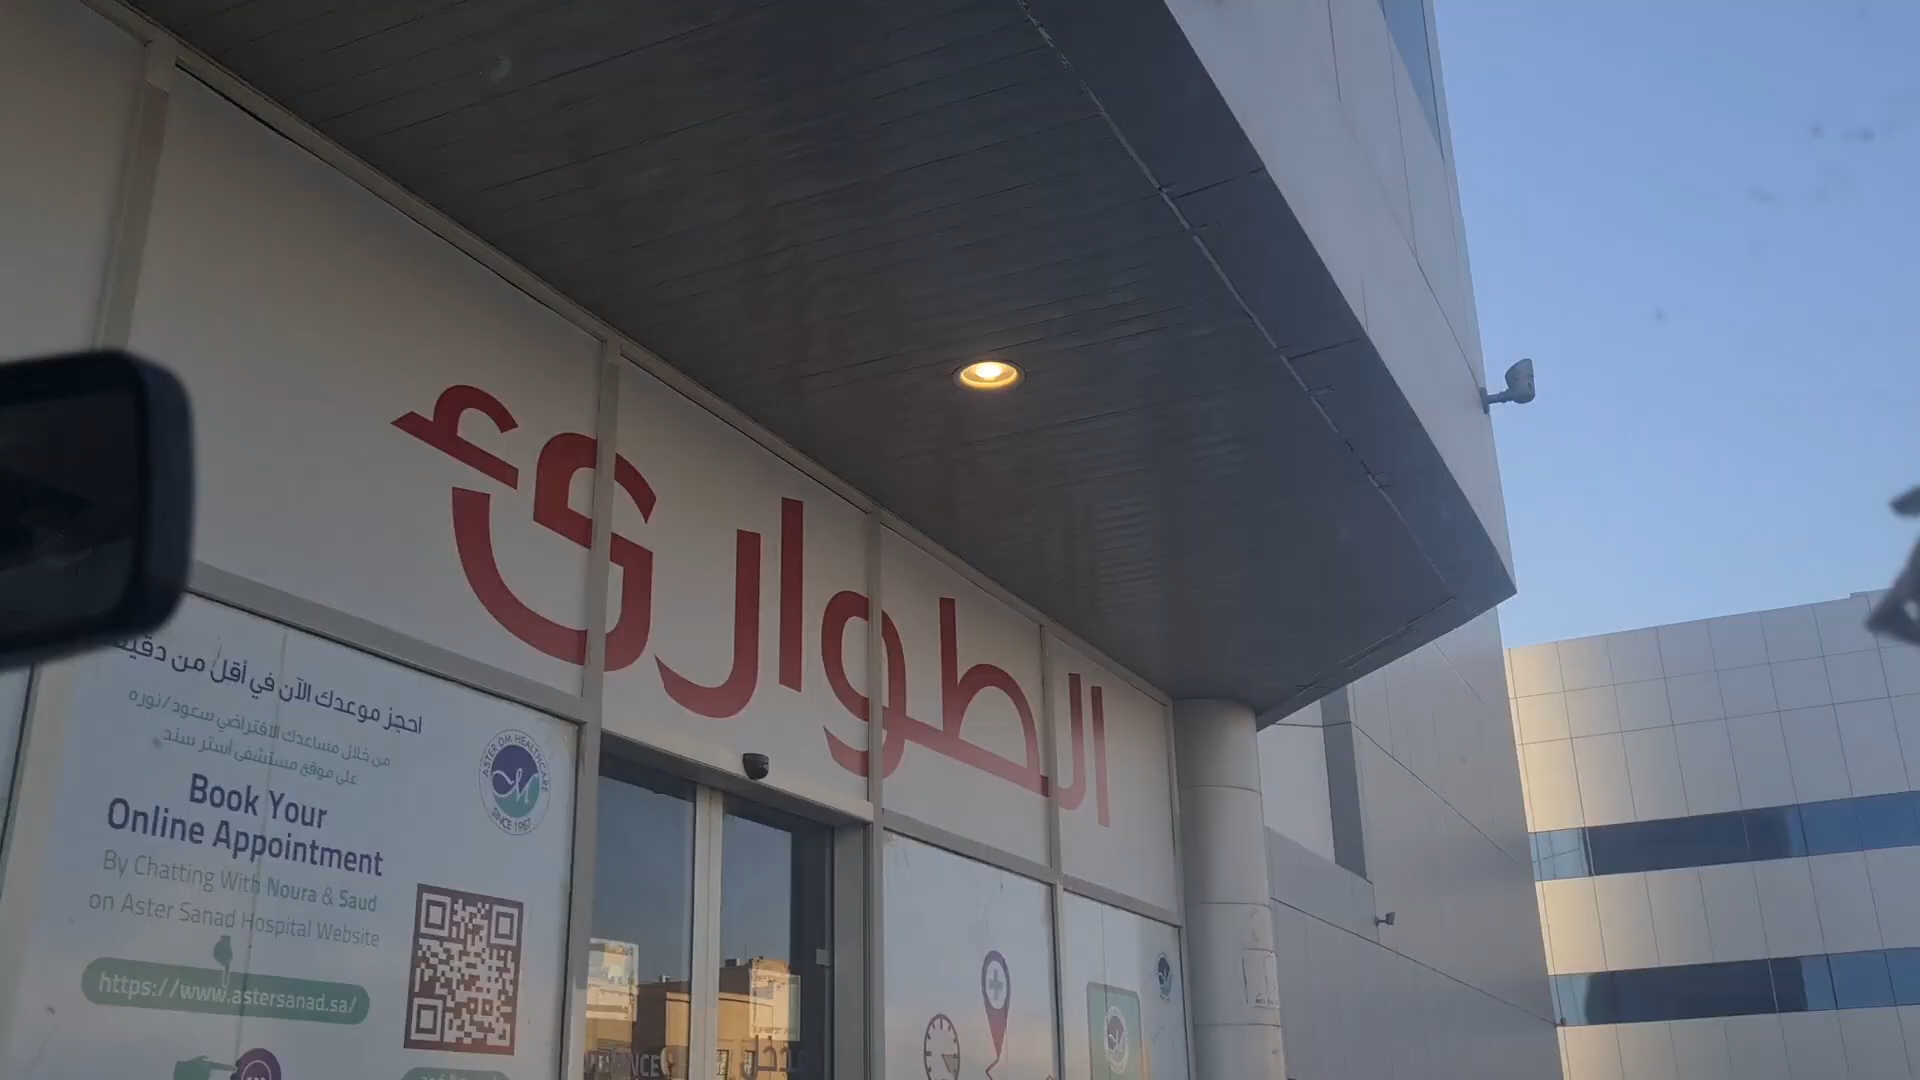 الطوارئ
احجز موعدك الآن في أقل من
من خلال مساعدك الافتراضي سعود/نوره
على موقع مستشفى أستر سند
Book Your
Online Appointment
By Chatting With Noura & Saud
on Aster Sanad Hospital Website
https://www.astersanad.sa/
ASTER DM HEALTHCARE
SINCE 1987
مدخل